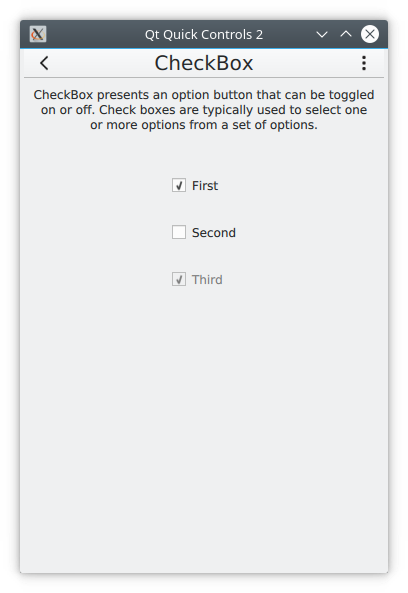 Qt Quick Controls 2
CheckBox
CheckBox presents an option button that can be toggled
on or off. Check boxes are typically used to select one
or more options from a set of options.
First
Second
Third